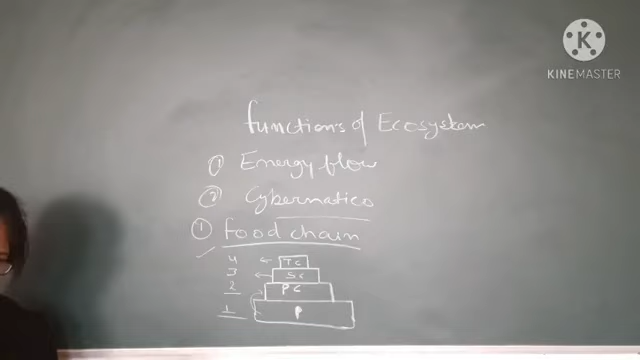 K
KINEMASTER
functions of Ecosystem
① Energy flow
② Cybernatics
① food chain
4 TC
3 SC
2 PC
1 P